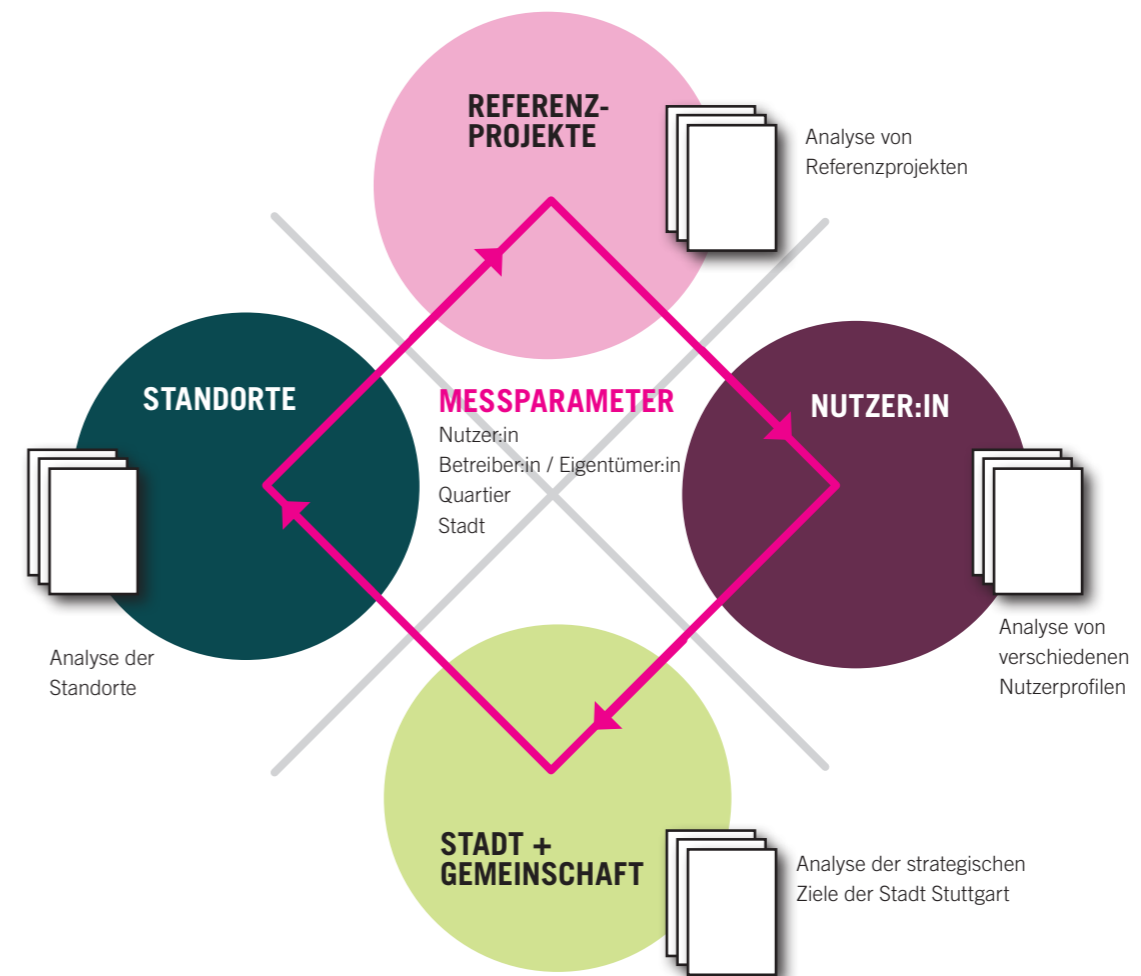 REFERENZ-
PROJEKTE
Analyse von
Referenzprojekten
STANDORTE
MESSPARAMETER
Nutzer:in
Betreiber:in / Eigentümer:in
Quartier
Stadt
NUTZER:IN
Analyse der
Standorte
Analyse von
verschiedenen
Nutzerprofilen
STADT +
GEMEINSCHAFT
Analyse der strategischen
Ziele der Stadt Stuttgart